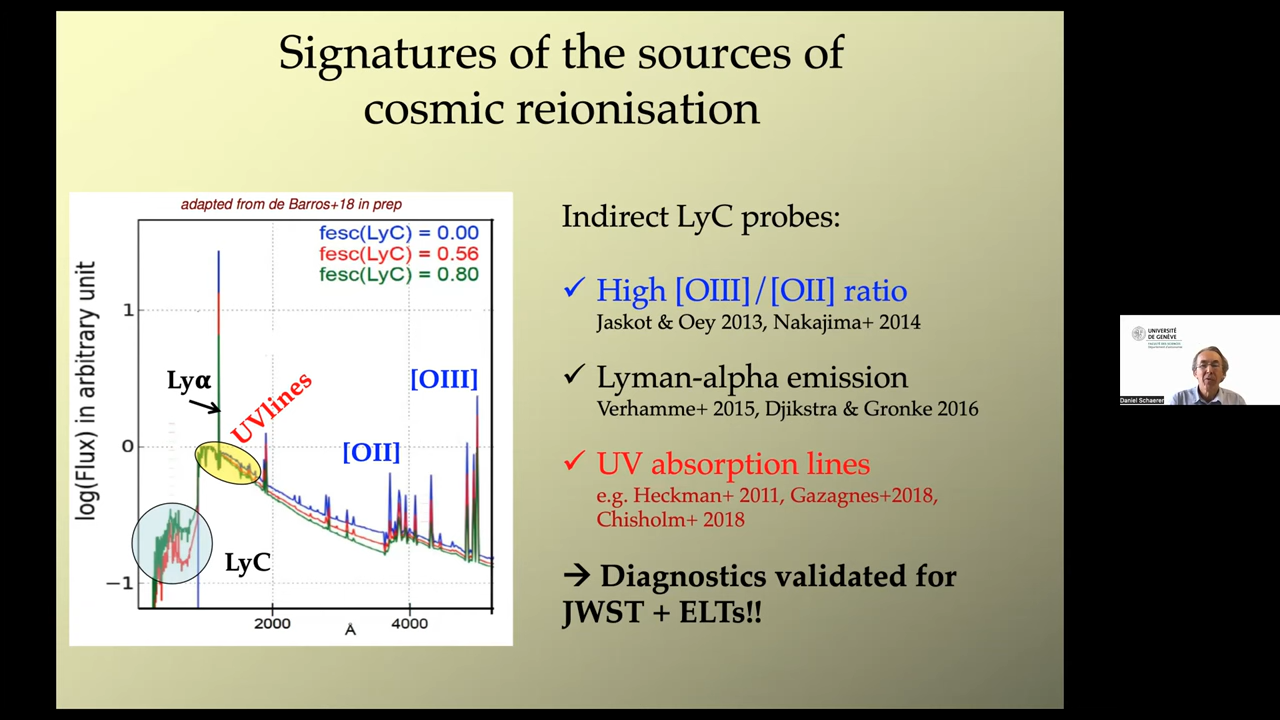 Signatures of the sources of
cosmic reionisation
adapted from de Barros+18 in prep
fesc(LyC) = 0.00
fesc(LyC) = 0.56
fesc(LyC) = 0.80
log(Flux) in arbitrary unit
1
0
−1
Lyα
UVlines
[OIII]
[OII]
LyC
2000
4000
Å
Indirect LyC probes:
✓ High [OIII]/[OII] ratio
Jaskot & Oey 2013, Nakajima+ 2014
✓ Lyman-alpha emission
Verhamme+ 2015, Djikstra & Gronke 2016
✓ UV absorption lines
e.g. Heckman+ 2011, Gazagnes+2018,
Chisholm+ 2018
→ Diagnostics validated for
JWST + ELTs!!
UNIVERSITÉ
DE GENÈVE
FACULTÉ DES SCIENCES
Daniel Schaerer